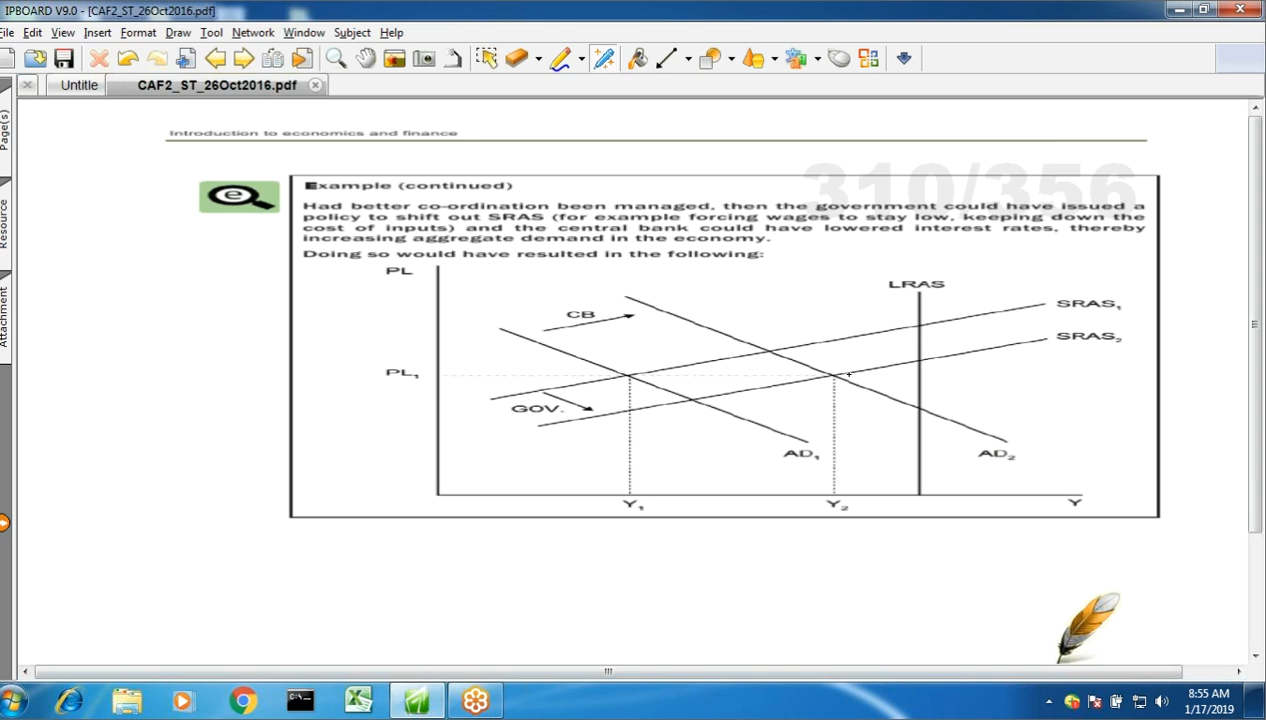 IPBOARD V9.0 - [CAF2_ST_26Oct2016.pdf]
File Edit View Insert Format Draw Tool Network Window Subject Help
Untitle CAF2_ST_26Oct2016.pdf
Page(s)
Resource
Attachment
Introduction to economics and finance
310/356
Example (continued)
Had better co-ordination been managed, then the government could have issued a
policy to shift out SRAS (for example forcing wages to stay low, keeping down the
cost of inputs) and the central bank could have lowered interest rates, thereby
increasing aggregate demand in the economy.
Doing so would have resulted in the following:
PL
LRAS
SRAS₁
CB
SRAS₂
PL₁
GOV.
AD₁
AD₂
Y₁
Y₂
Y
8:55 AM
1/17/2019